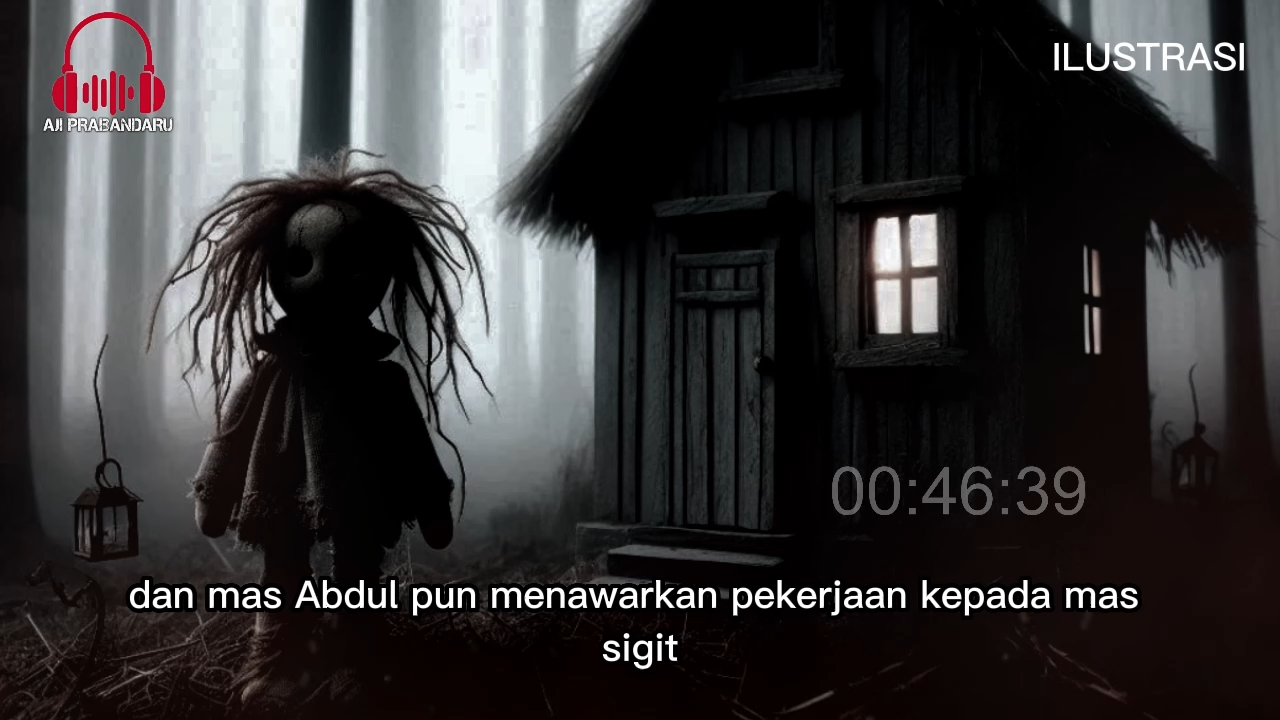 AJI PRABANDARU
ILUSTRASI
00:46:39
dan mas Abdul pun menawarkan pekerjaan kepada mas
sigit